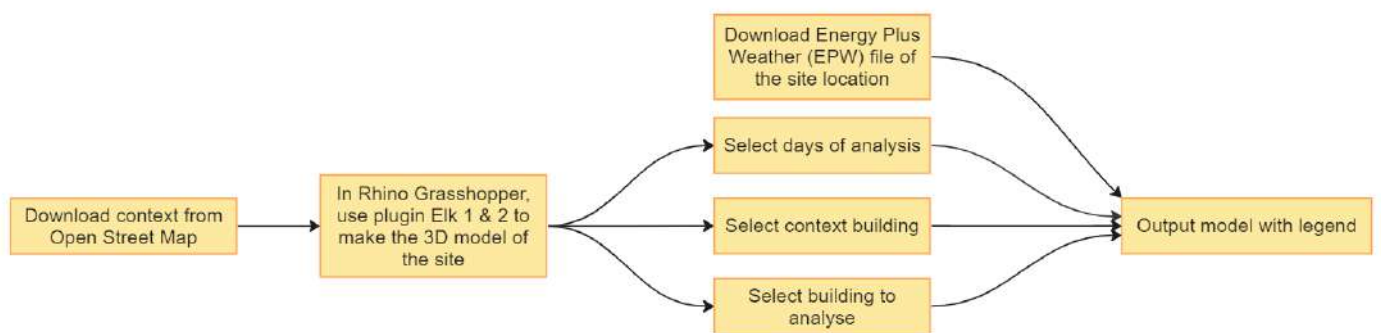 Download context from
Open Street Map
In Rhino Grasshopper,
use plugin Elk 1 & 2 to
make the 3D model of
the site
Download Energy Plus
Weather (EPW) file of
the site location
Select days of analysis
Select context building
Select building to
analyse
Output model with legend